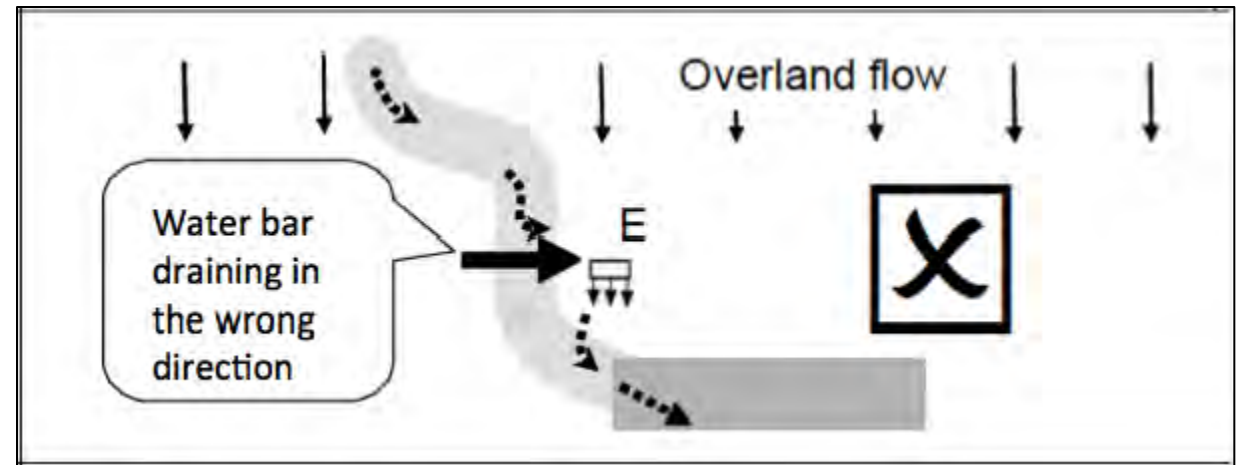 Overland flow
Water bar
draining in
the wrong
direction
E